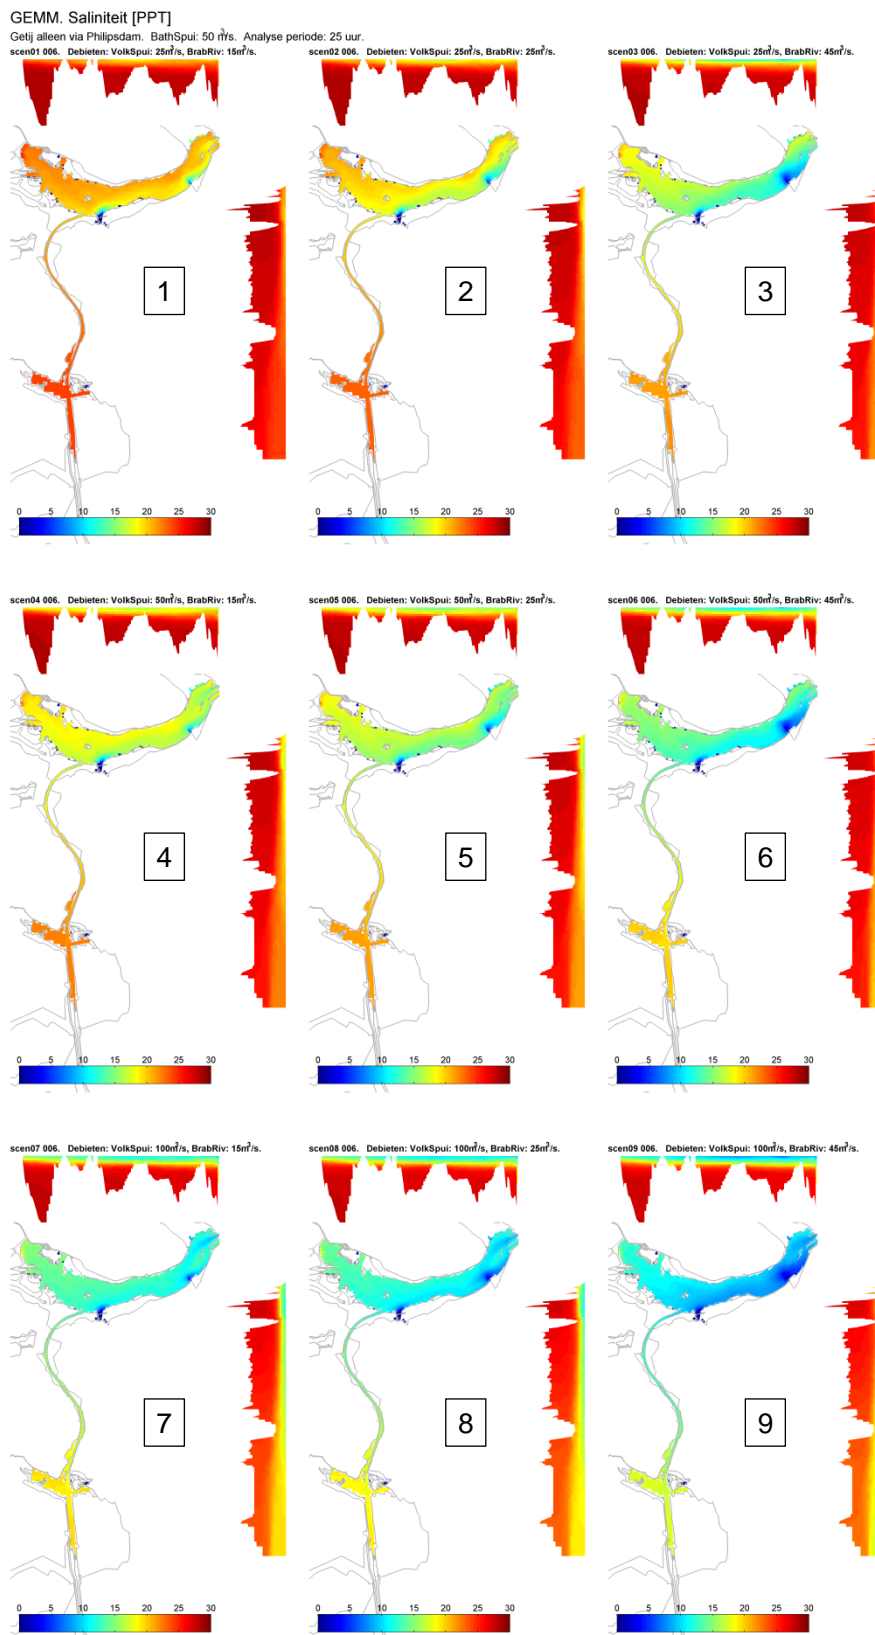 GEMM. Saliniteit [PPT]
Getij alleen via Philipsdam. BathSpui: 50 m³/s. Analyse periode: 25 uur.
scen01 006. Debieten: VolkSpui: 25m³/s, BrabRiv: 15m³/s.
scen02 006. Debieten: VolkSpui: 25m³/s, BrabRiv: 25m³/s.
scen03 006. Debieten: VolkSpui: 25m³/s, BrabRiv: 45m³/s.
1
2
3
0 5 10 15 20 25 30
0 5 10 15 20 25 30
0 5 10 15 20 25 30
scen04 006. Debieten: VolkSpui: 50m³/s, BrabRiv: 15m³/s.
scen05 006. Debieten: VolkSpui: 50m³/s, BrabRiv: 25m³/s.
scen06 006. Debieten: VolkSpui: 50m³/s, BrabRiv: 45m³/s.
4
5
6
0 5 10 15 20 25 30
0 5 10 15 20 25 30
0 5 10 15 20 25 30
scen07 006. Debieten: VolkSpui: 100m³/s, BrabRiv: 15m³/s.
scen08 006. Debieten: VolkSpui: 100m³/s, BrabRiv: 25m³/s.
scen09 006. Debieten: VolkSpui: 100m³/s, BrabRiv: 45m³/s.
7
8
9
0 5 10 15 20 25 30
0 5 10 15 20 25 30
0 5 10 15 20 25 30